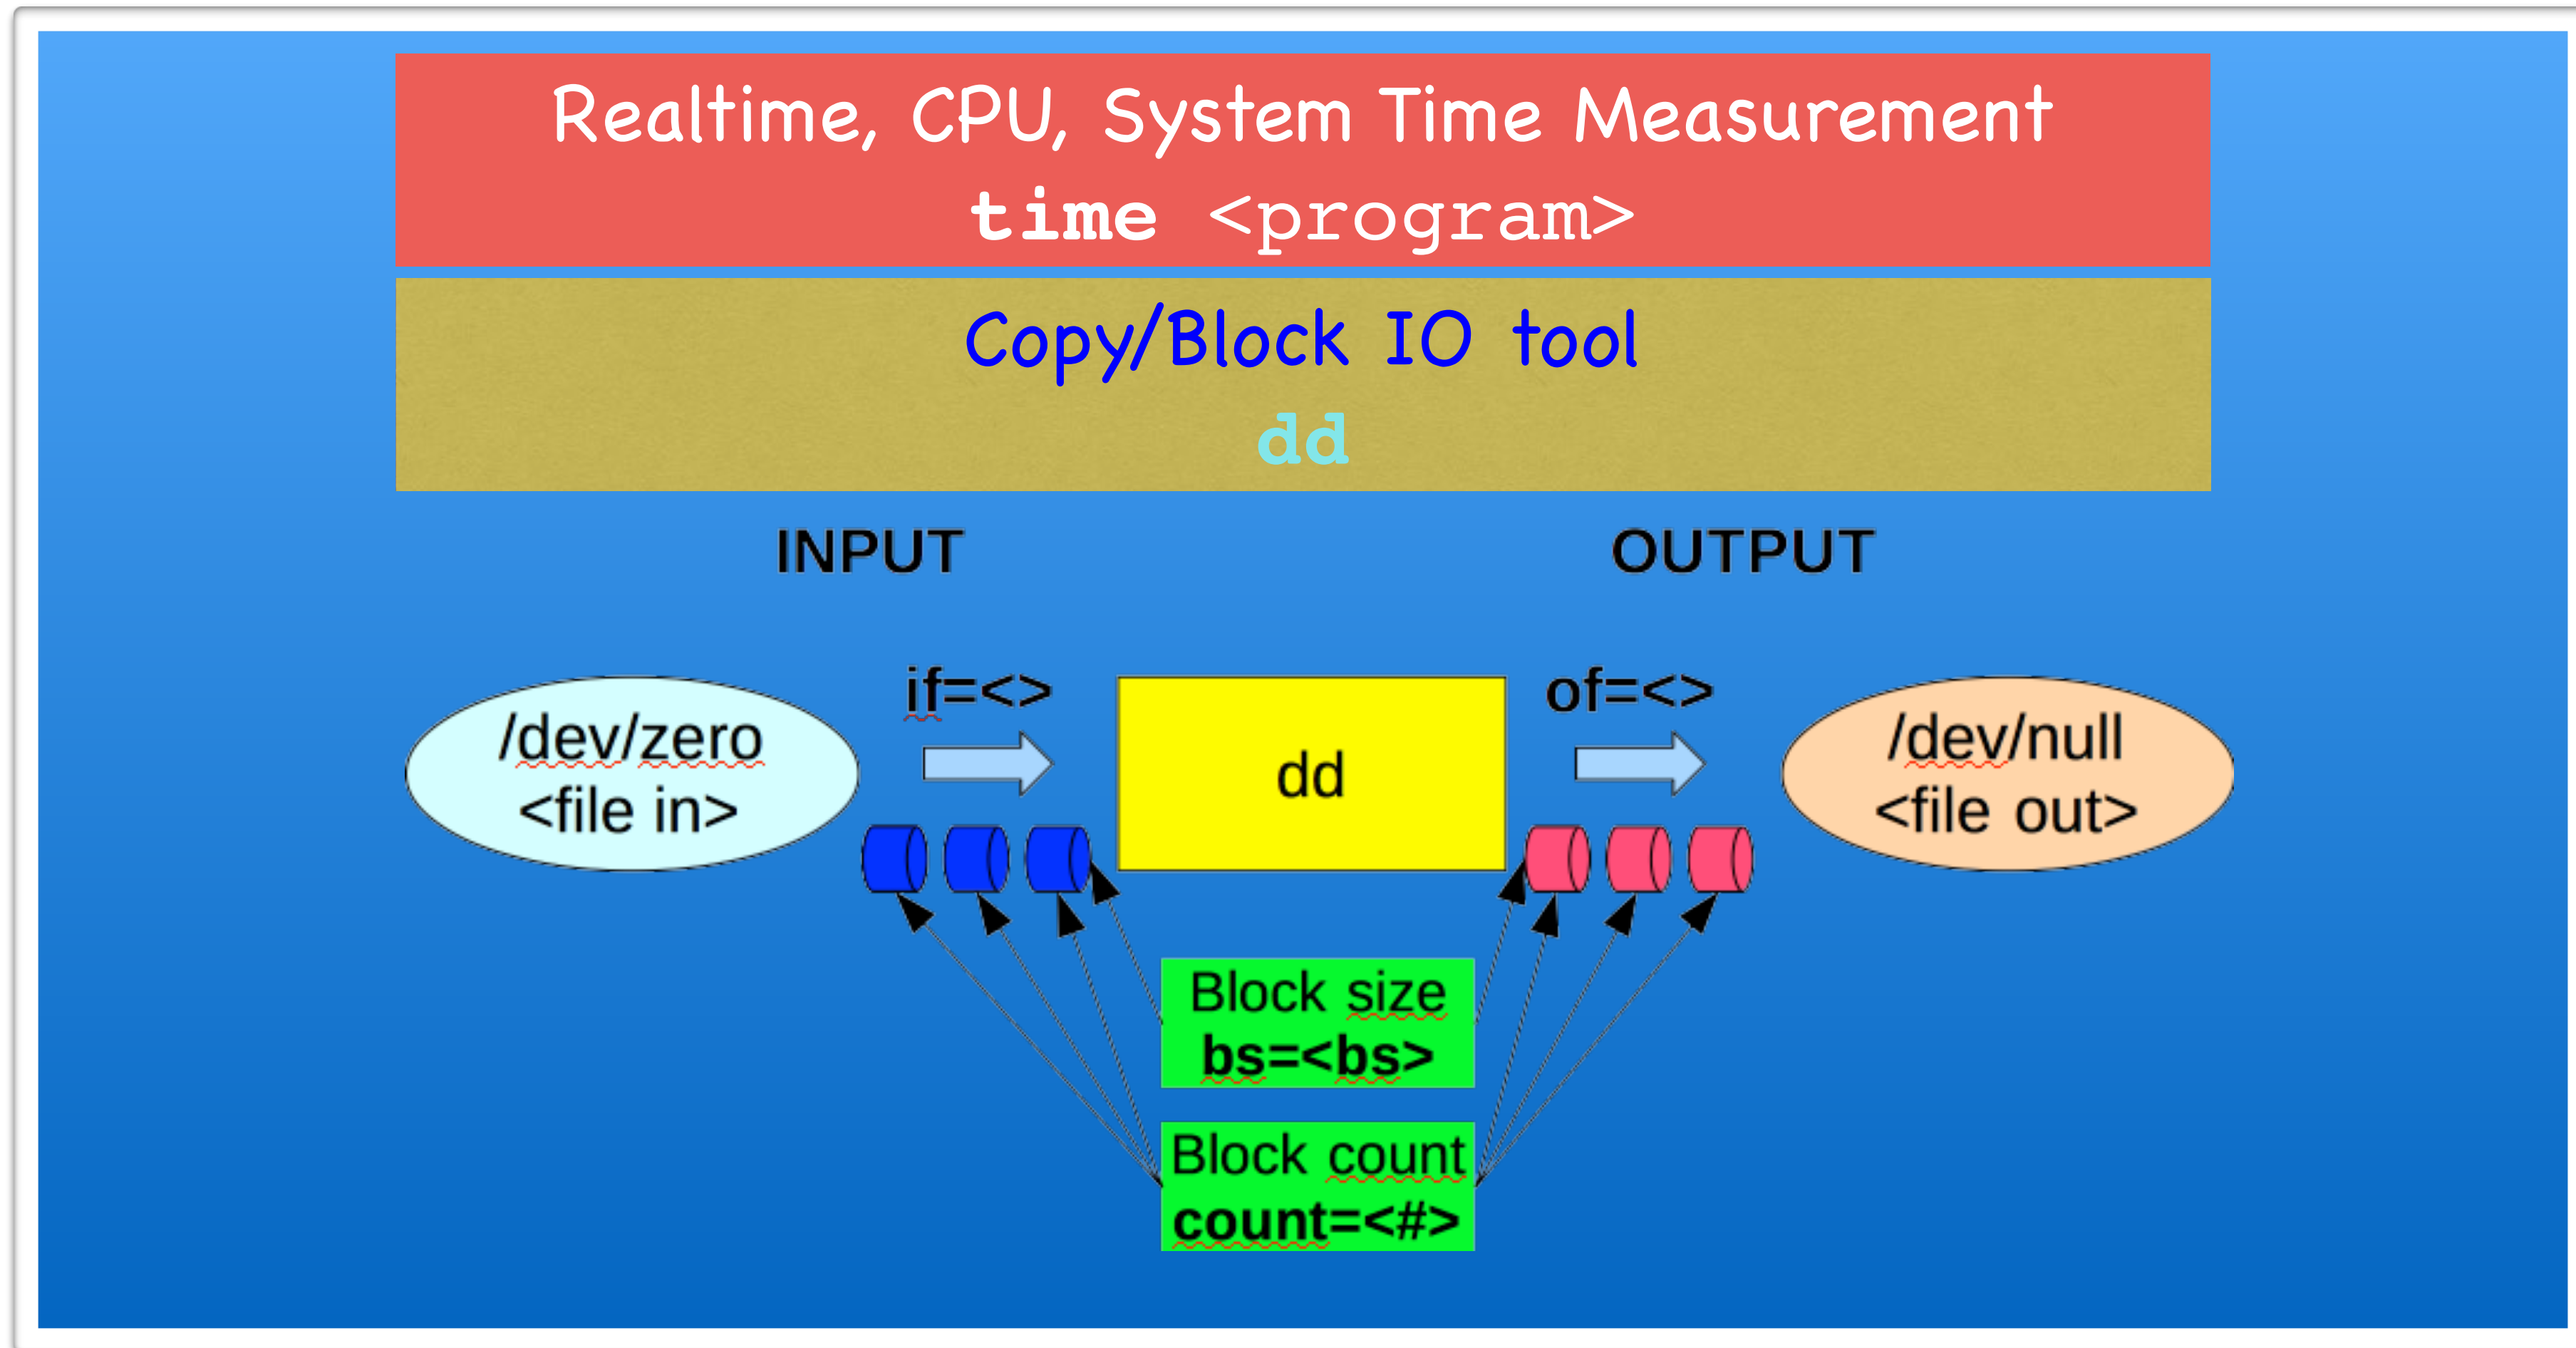 Realtime, CPU, System Time Measurement
time <program>
Copy/Block IO tool
dd
INPUT
OUTPUT
if=<>
of=<>
/dev/zero
<file in>
dd
/dev/null
<file out>
Block size
bs=<bs>
Block count
count=<#>